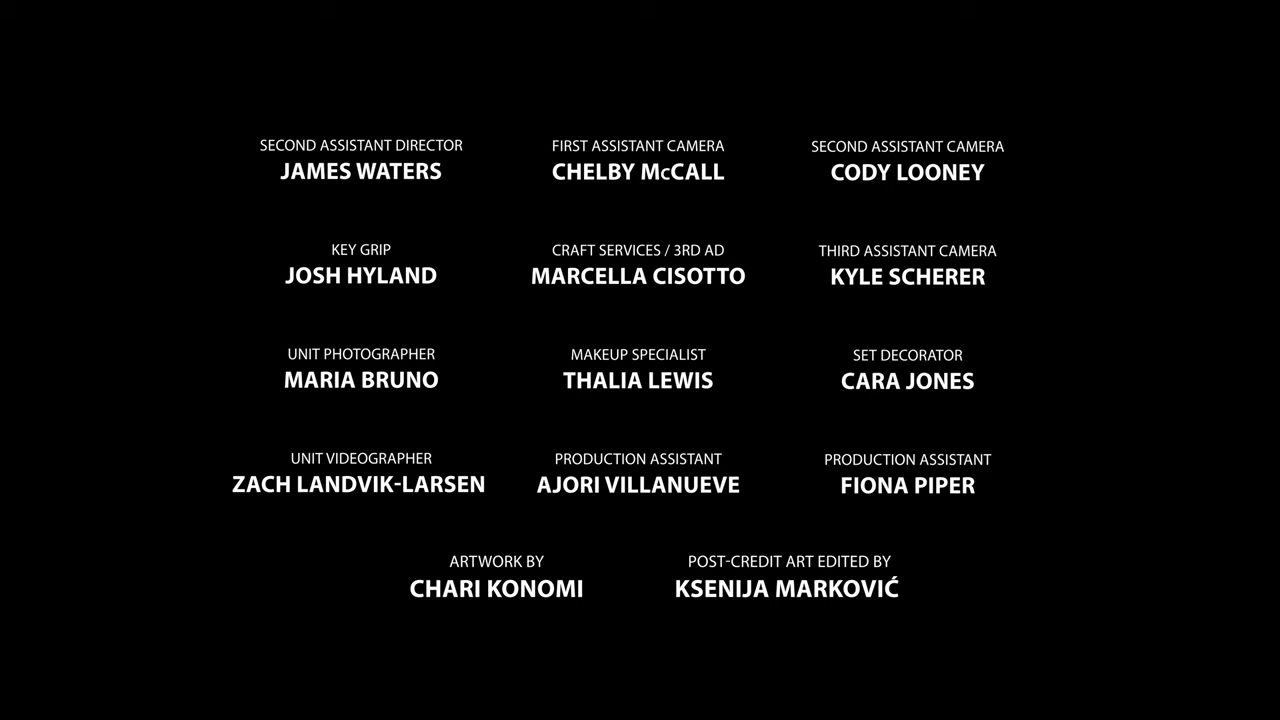 SECOND ASSISTANT DIRECTOR
JAMES WATERS
FIRST ASSISTANT CAMERA
CHELBY McCALL
SECOND ASSISTANT CAMERA
CODY LOONEY
KEY GRIP
JOSH HYLAND
CRAFT SERVICES / 3RD AD
MARCELLA CISOTTO
THIRD ASSISTANT CAMERA
KYLE SCHERER
UNIT PHOTOGRAPHER
MARIA BRUNO
MAKEUP SPECIALIST
THALIA LEWIS
SET DECORATOR
CARA JONES
UNIT VIDEOGRAPHER
ZACH LANDVIK-LARSEN
PRODUCTION ASSISTANT
AJORI VILLANUEVE
PRODUCTION ASSISTANT
FIONA PIPER
ARTWORK BY
CHARI KONOMI
POST-CREDIT ART EDITED BY
KSENIJA MARKOVIĆ